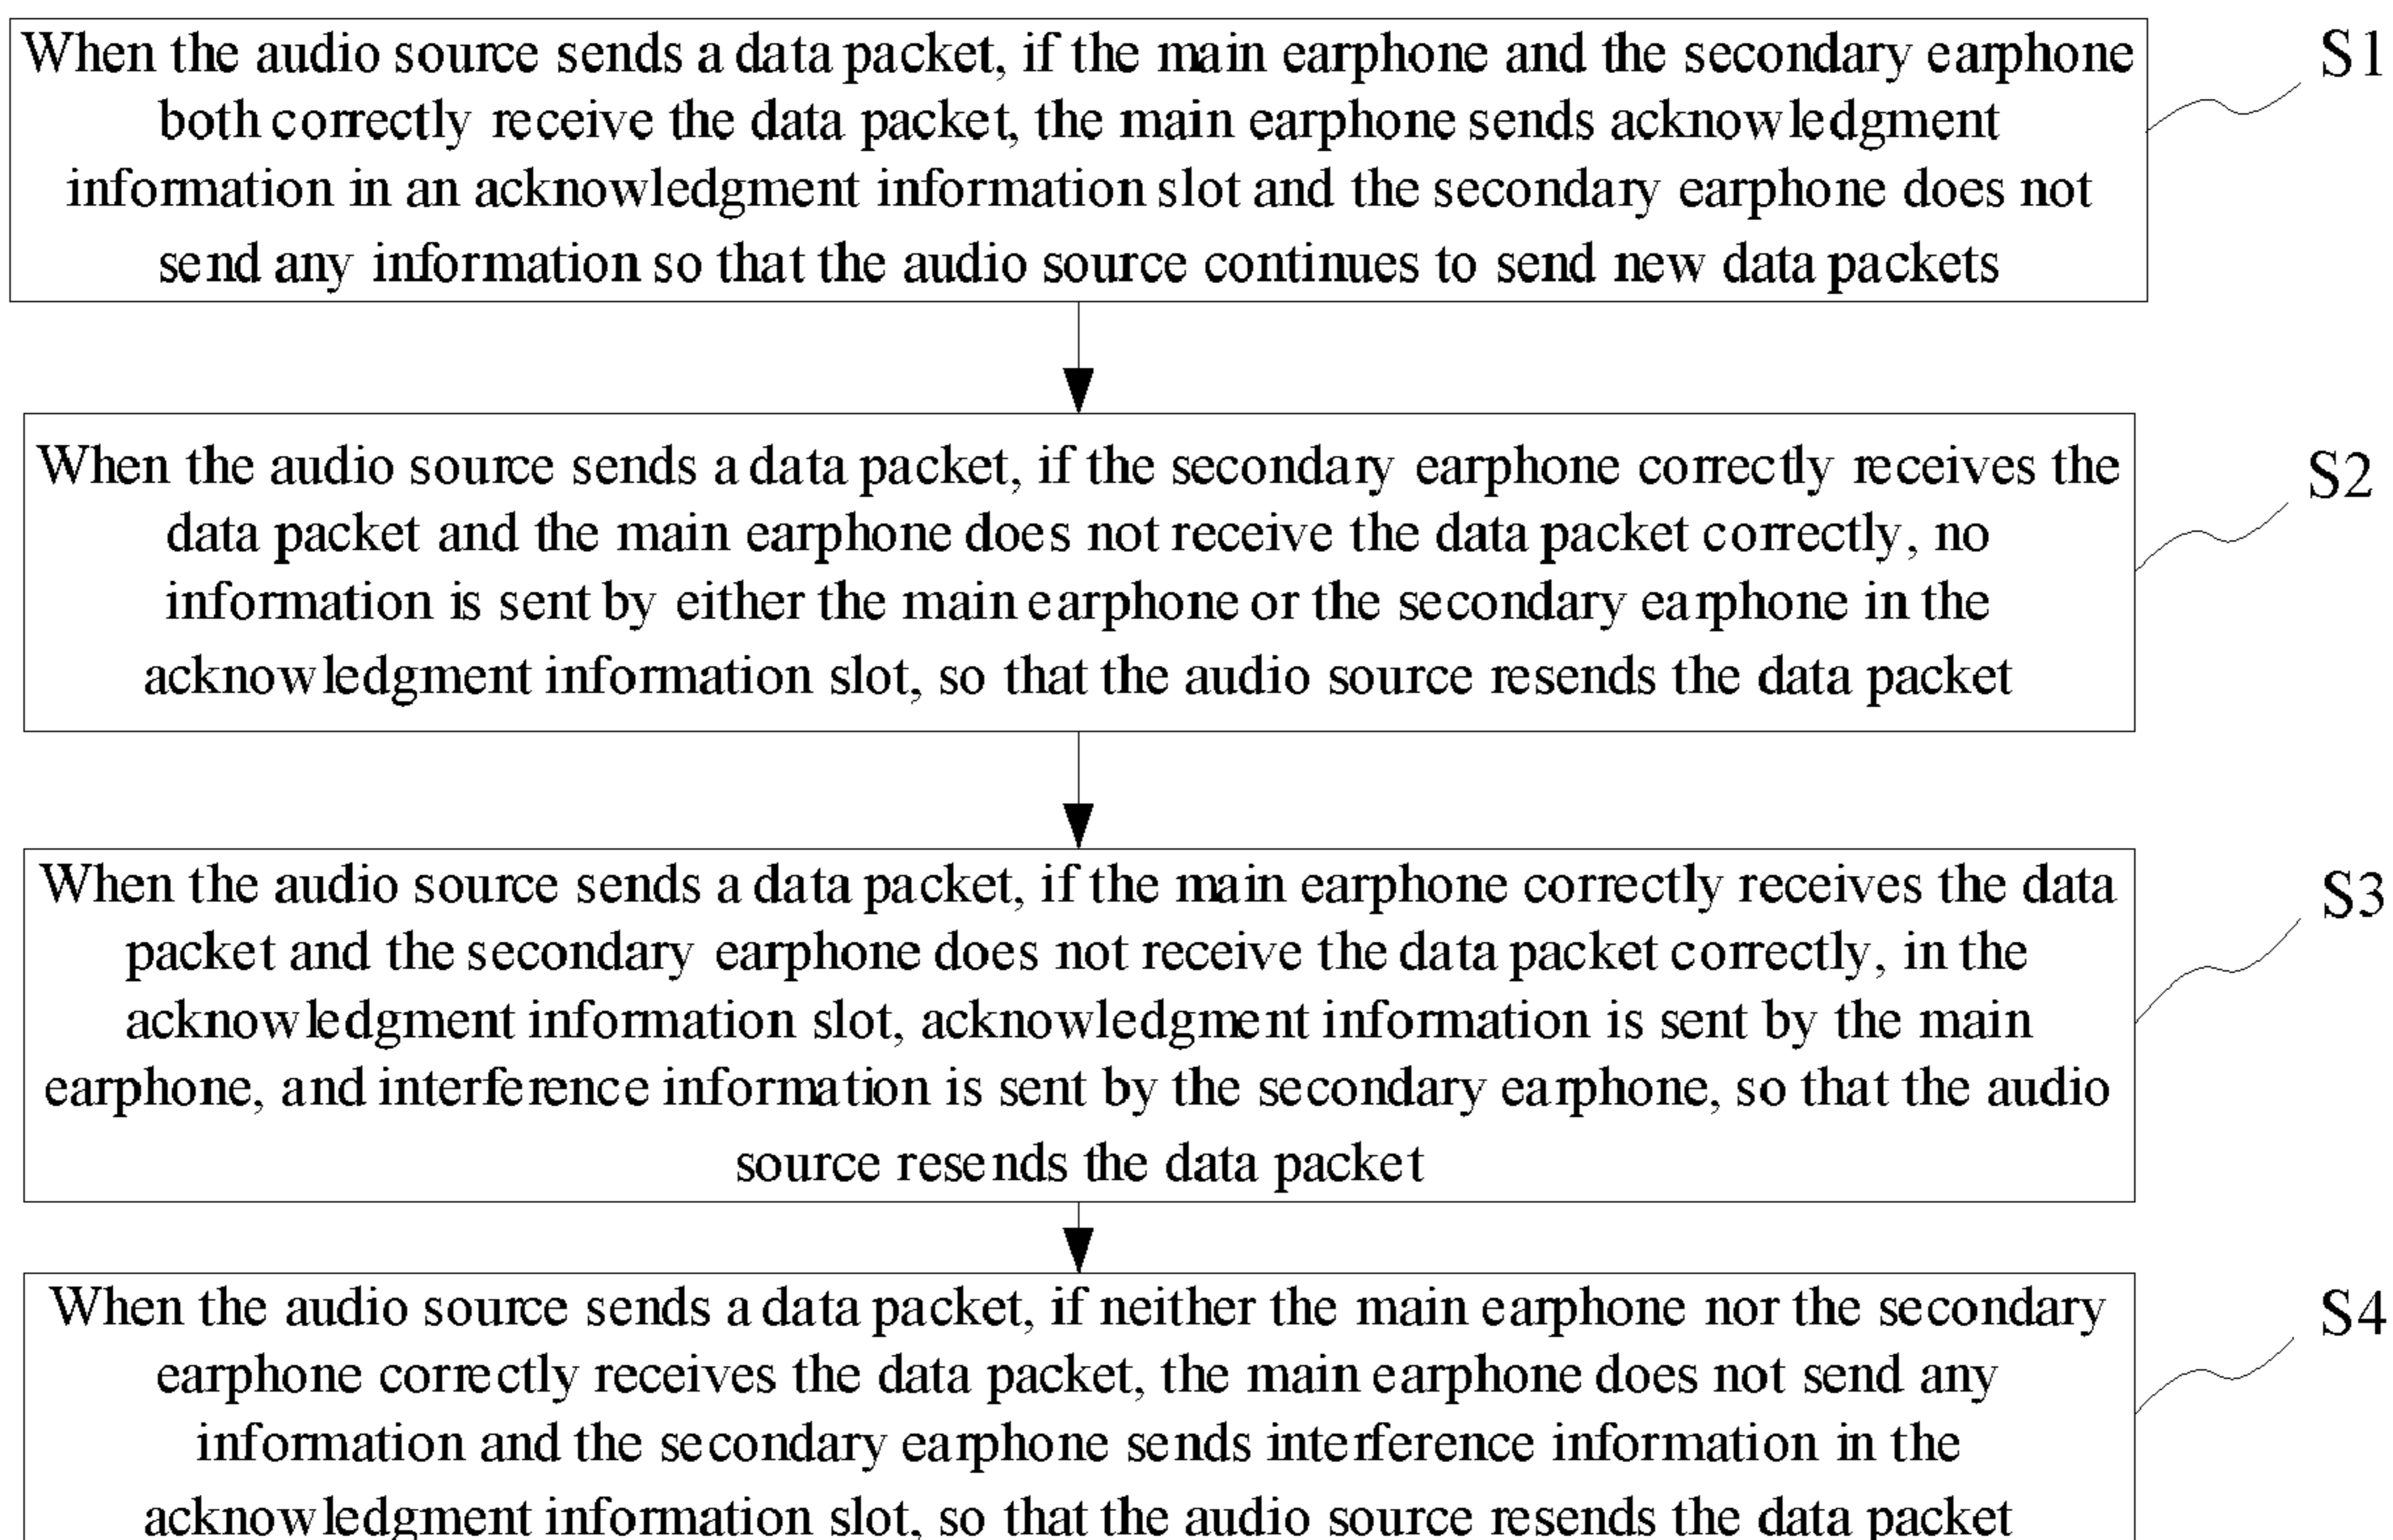 When the audio source sends a data packet, if the main earphone and the secondary earphone
both correctly receive the data packet, the main earphone sends acknowledgment
information in an acknowledgment information slot and the secondary earphone does not
send any information so that the audio source continues to send new data packets
S1
When the audio source sends a data packet, if the secondary earphone correctly receives the
data packet and the main earphone does not receive the data packet correctly, no
information is sent by either the main earphone or the secondary earphone in the
acknowledgment information slot, so that the audio source resends the data packet
S2
When the audio source sends a data packet, if the main earphone correctly receives the data
packet and the secondary earphone does not receive the data packet correctly, in the
acknowledgment information slot, acknowledgment information is sent by the main
earphone, and interference information is sent by the secondary earphone, so that the audio
source resends the data packet
S3
When the audio source sends a data packet, if neither the main earphone nor the secondary
earphone correctly receives the data packet, the main earphone does not send any
information and the secondary earphone sends interference information in the
acknowledgment information slot, so that the audio source resends the data packet
S4